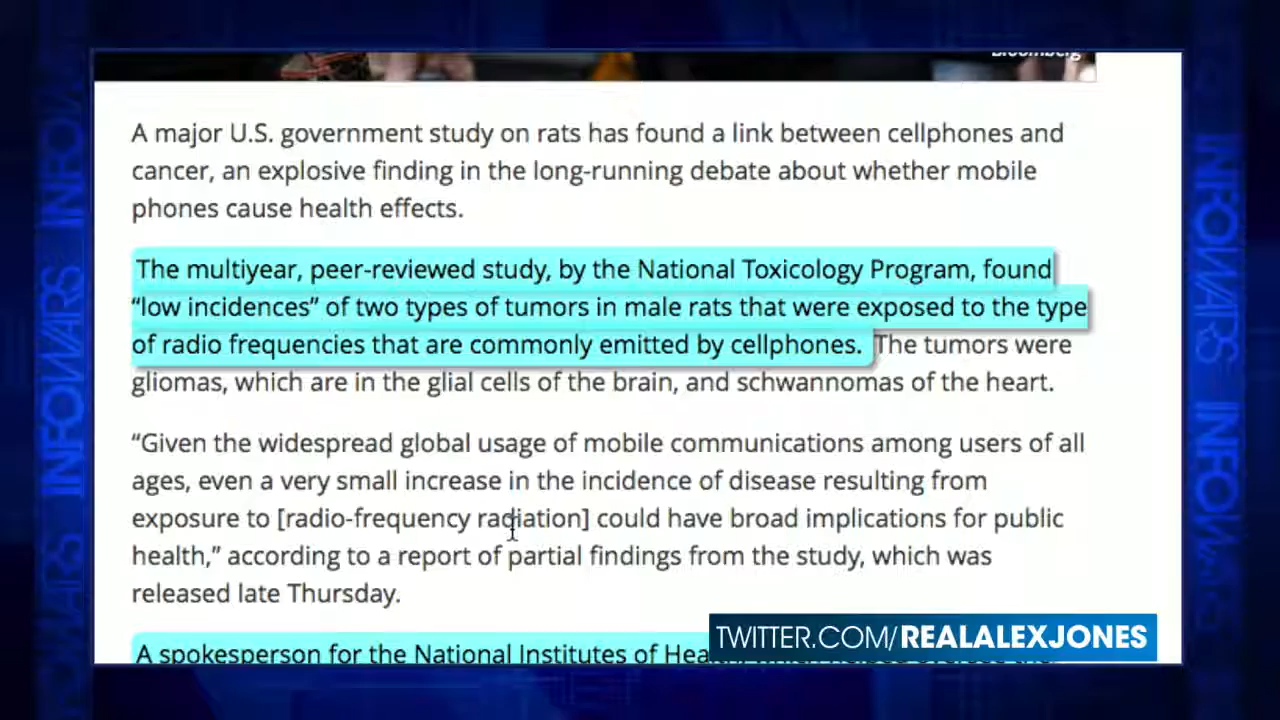 Bloomberg
A major U.S. government study on rats has found a link between cellphones and
cancer, an explosive finding in the long-running debate about whether mobile
phones cause health effects.
The multiyear, peer-reviewed study, by the National Toxicology Program, found
“low incidences” of two types of tumors in male rats that were exposed to the type
of radio frequencies that are commonly emitted by cellphones. The tumors were
gliomas, which are in the glial cells of the brain, and schwannomas of the heart.
“Given the widespread global usage of mobile communications among users of all
ages, even a very small increase in the incidence of disease resulting from
exposure to [radio-frequency radiation] could have broad implications for public
health,” according to a report of partial findings from the study, which was
released late Thursday.
A spokesperson for the National Institutes of
TWITTER.COM/REALALEXJONES
INFOWARS
INFOWARS
INFOWARS
INFOWARS